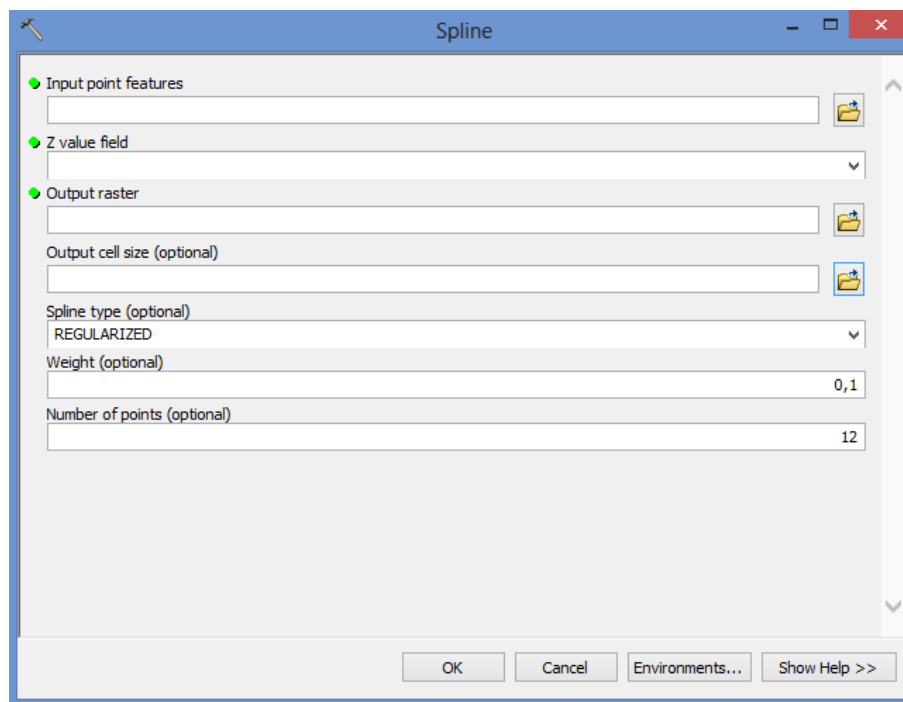 Spline
Input point features
Z value field
Output raster
Output cell size (optional)
Spline type (optional)
REGULARIZED
Weight (optional)
0,1
Number of points (optional)
12
OK Cancel Environments... Show Help >>